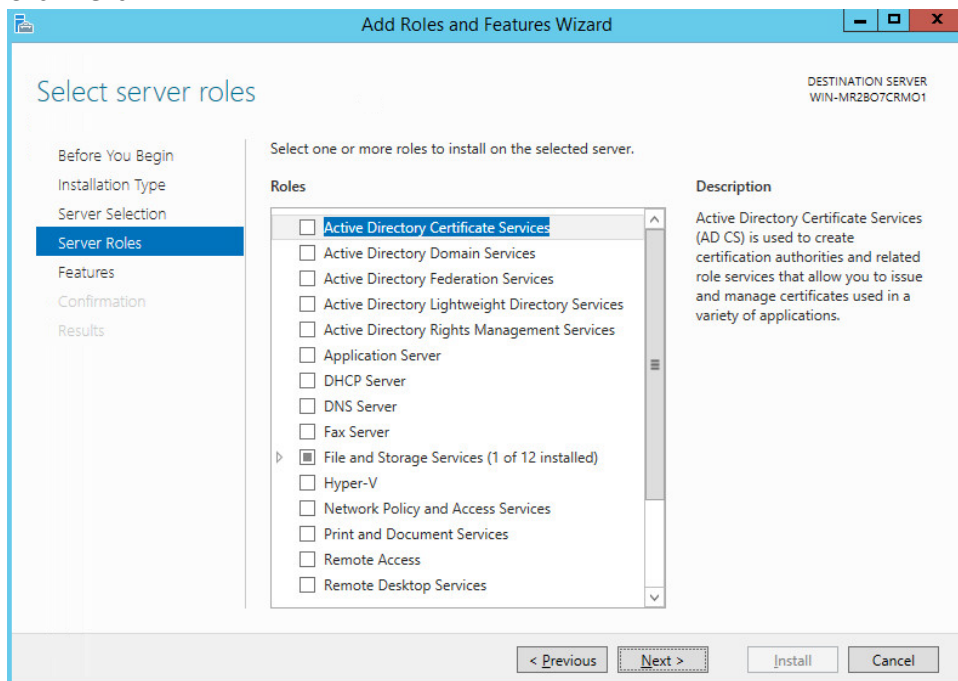 Add Roles and Features Wizard
Select server roles
DESTINATION SERVER
WIN-MR2BO7CRMO1
Before You Begin
Installation Type
Server Selection
Server Roles
Features
Confirmation
Results
Select one or more roles to install on the selected server.
Roles
Active Directory Certificate Services
Active Directory Domain Services
Active Directory Federation Services
Active Directory Lightweight Directory Services
Active Directory Rights Management Services
Application Server
DHCP Server
DNS Server
Fax Server
File and Storage Services (1 of 12 installed)
Hyper-V
Network Policy and Access Services
Print and Document Services
Remote Access
Remote Desktop Services
Description
Active Directory Certificate Services
(AD CS) is used to create
certification authorities and related
role services that allow you to issue
and manage certificates used in a
variety of applications.
< Previous
Next >
Install
Cancel